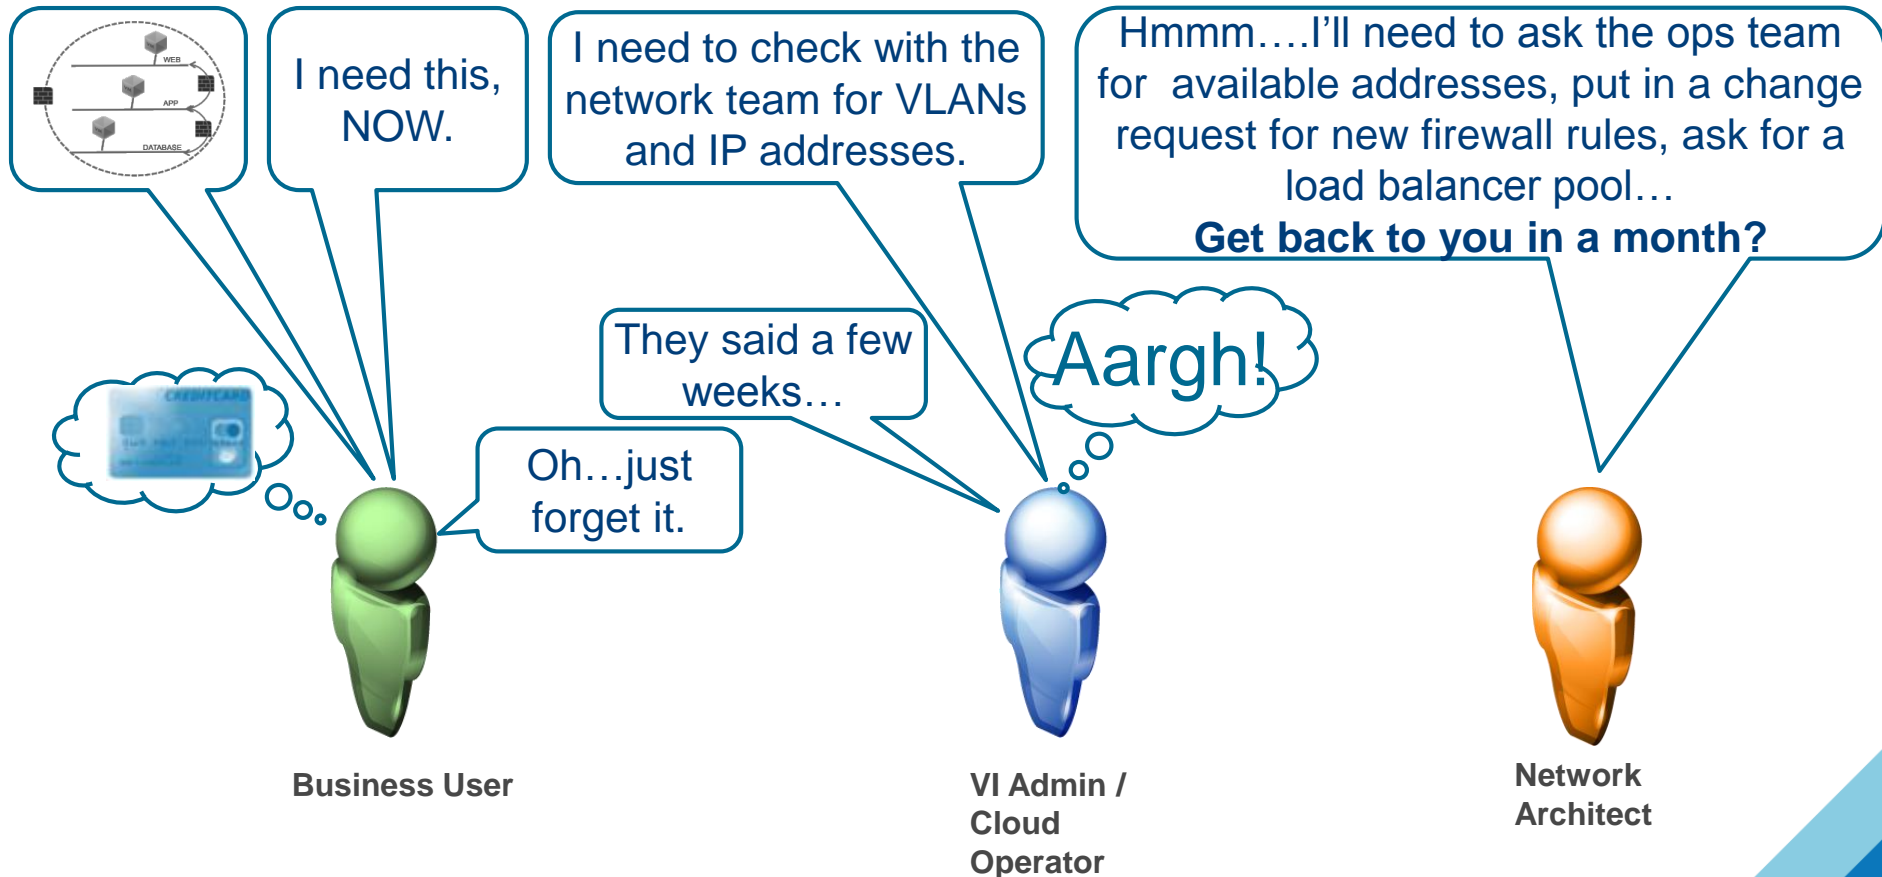 WEB
APP
DATABASE
I need this,
NOW.
I need to check with the
network team for VLANs
and IP addresses.
Hmmm….I’ll need to ask the ops team
for  available addresses, put in a change
request for new firewall rules, ask for a
load balancer pool…
Get back to you in a month?
They said a few
weeks…
Aargh!
CREDITCARD
Oh…just
forget it.
Business User
VI Admin /
Cloud
Operator
Network
Architect